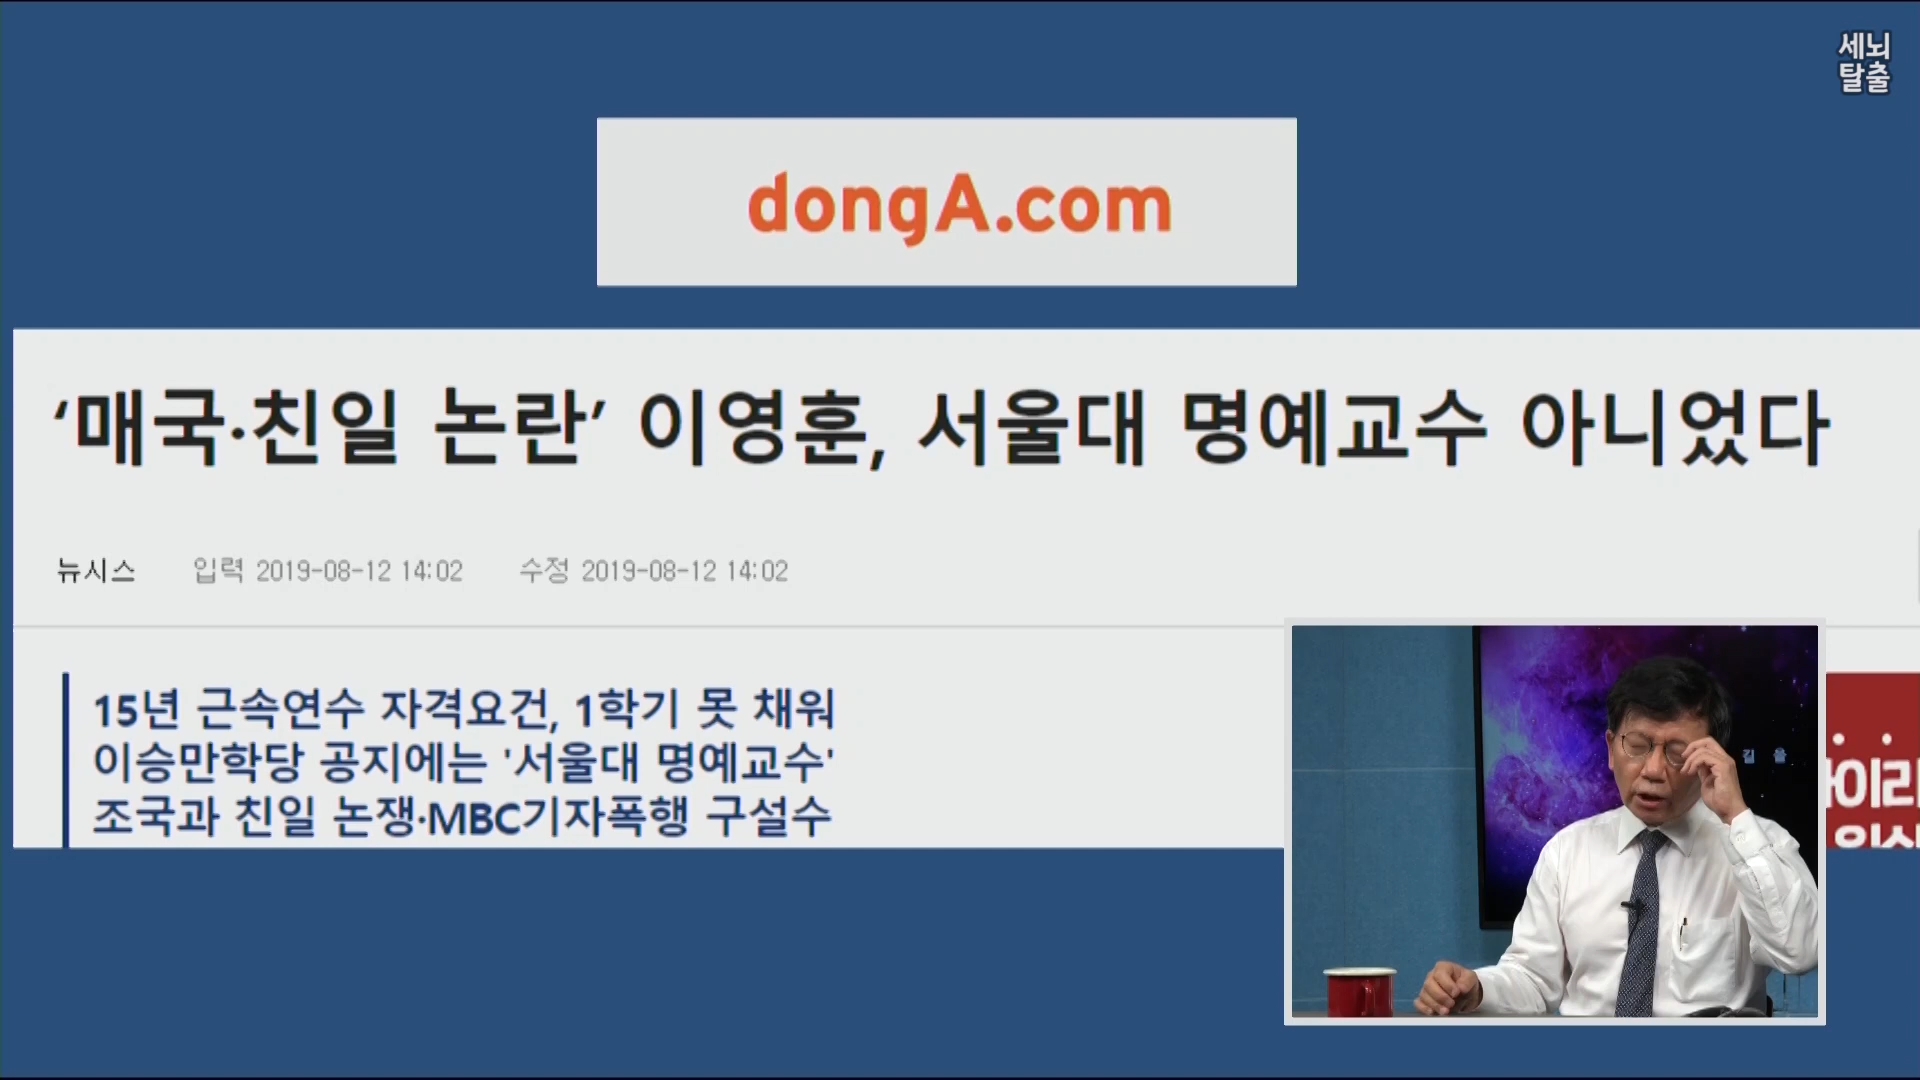 세뇌
탈출
dongA.com
‘매국·친일 논란’ 이영훈, 서울대 명예교수 아니었다
뉴시스 입력 2019-08-12 14:02 수정 2019-08-12 14:02
15년 근속연수 자격요건, 1학기 못 채워
이승만학당 공지에는 '서울대 명예교수'
조국과 친일 논쟁·MBC기자폭행 구설수
길 을